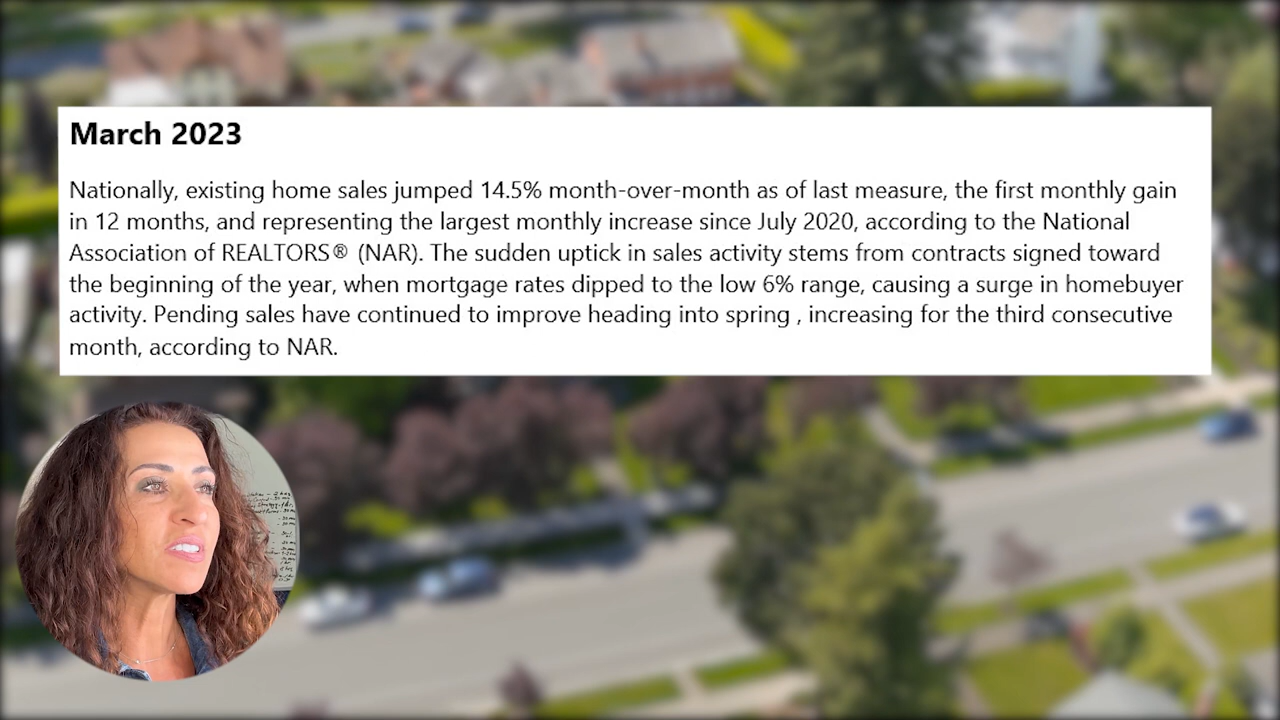 March 2023
Nationally, existing home sales jumped 14.5% month-over-month as of last measure, the first monthly gain
in 12 months, and representing the largest monthly increase since July 2020, according to the National
Association of REALTORS® (NAR). The sudden uptick in sales activity stems from contracts signed toward
the beginning of the year, when mortgage rates dipped to the low 6% range, causing a surge in homebuyer
activity. Pending sales have continued to improve heading into spring , increasing for the third consecutive
month, according to NAR.